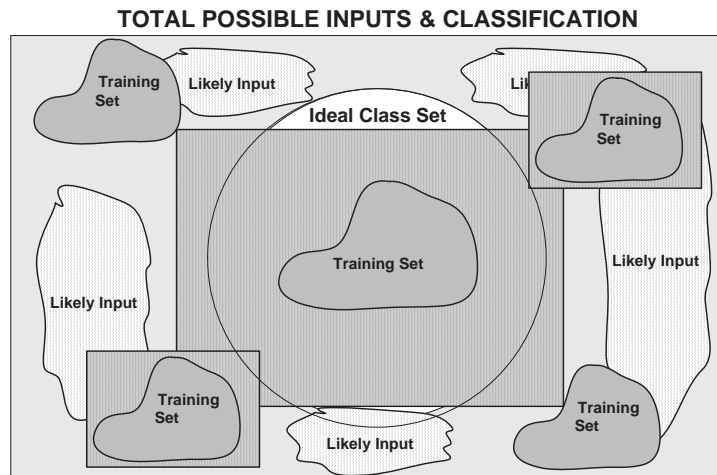 TOTAL POSSIBLE INPUTS & CLASSIFICATION
Training
Set
Likely Input
Ideal Class Set
Training
Set
Training Set
Likely Input
Likely Input
Training
Set
Likely Input
Training
Set